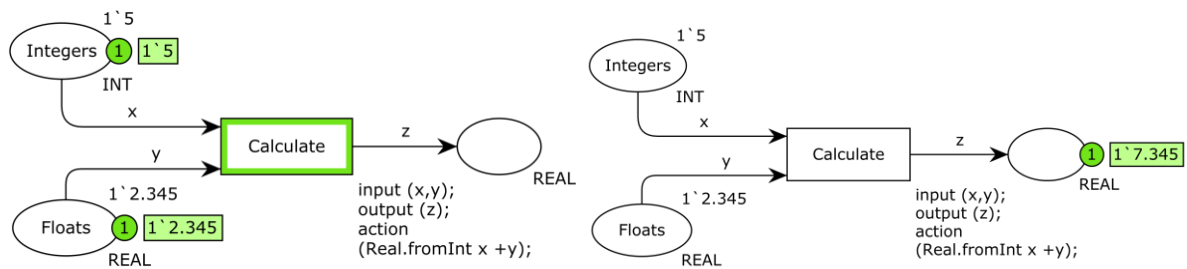 1`5
Integers 1 1`5
INT
x
Calculate
z
y
REAL
1`2.345
Floats 1 1`2.345
REAL
input (x,y);
output (z);
action
(Real.fromInt x +y);
1`5
Integers
INT
x
Calculate
z
1 1`7.345
REAL
y
1`2.345
Floats
REAL
input (x,y);
output (z);
action
(Real.fromInt x +y);